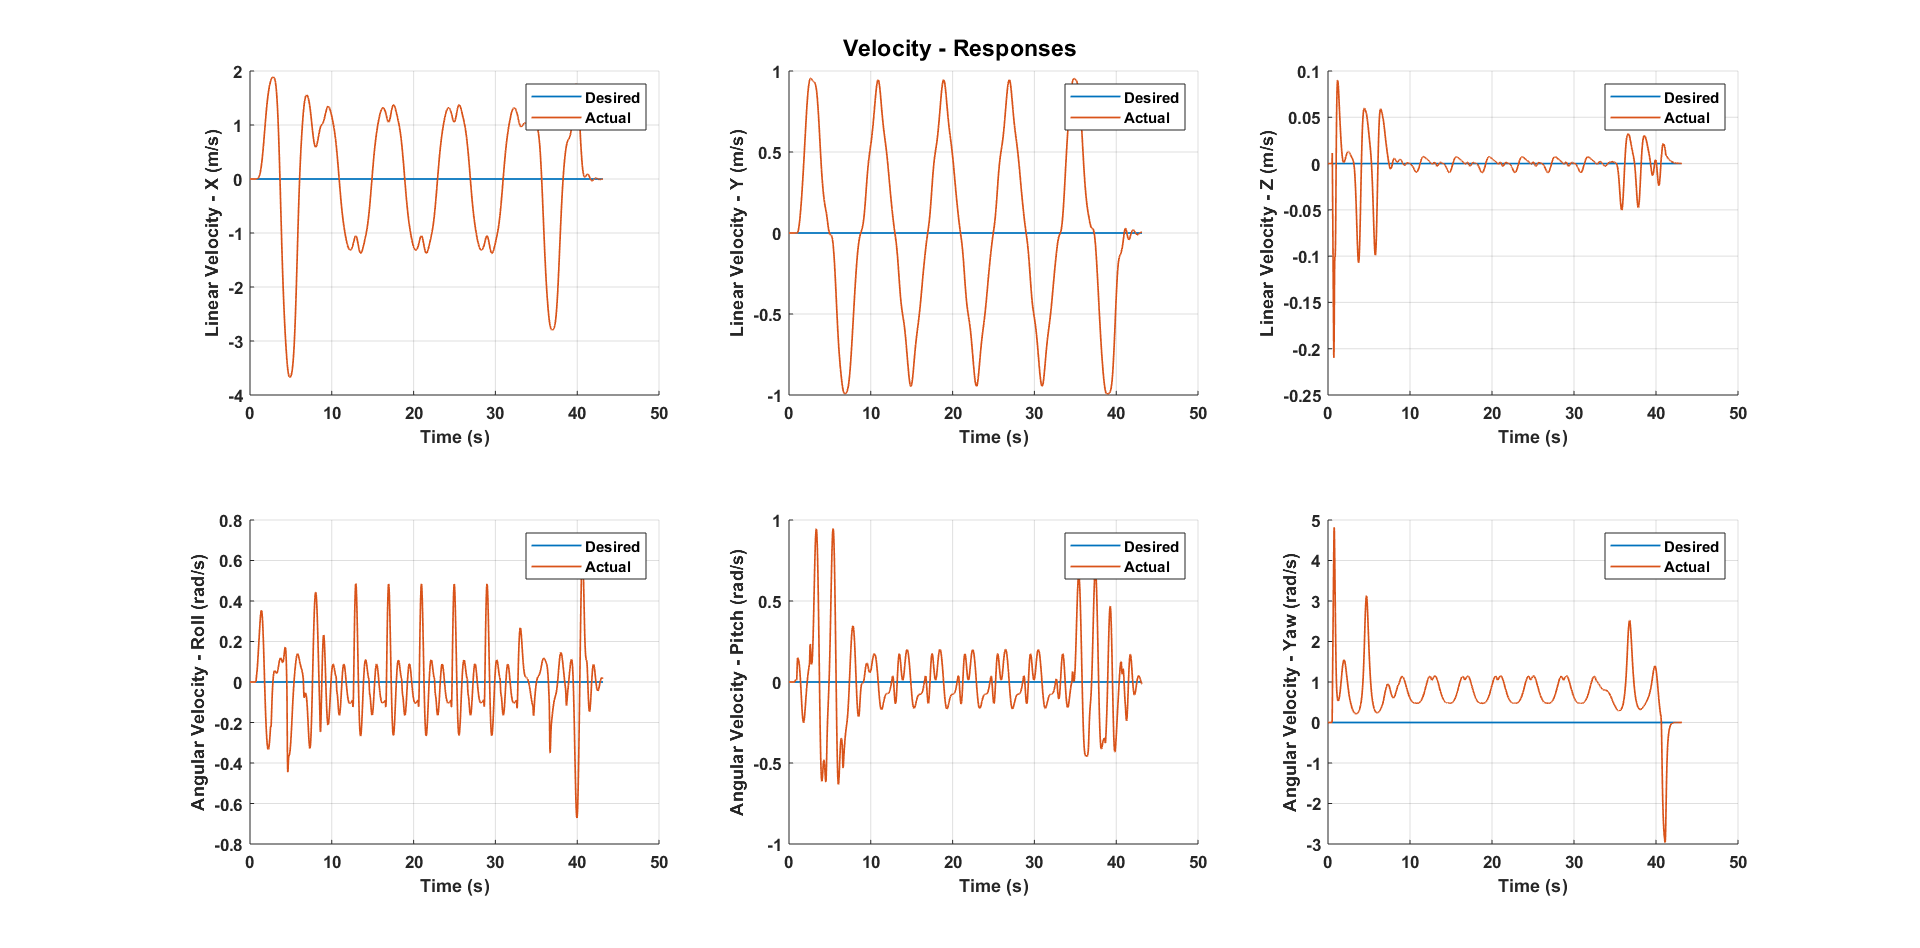 Velocity - Responses
Linear Velocity - X (m/s)
2
1
0
-1
-2
-3
-4
0 10 20 30 40 50
Time (s)
Desired
Actual
Linear Velocity - Y (m/s)
1
0.5
0
-0.5
-1
0 10 20 30 40 50
Time (s)
Desired
Actual
Linear Velocity - Z (m/s)
0.1
0.05
0
-0.05
-0.1
-0.15
-0.2
-0.25
0 10 20 30 40 50
Time (s)
Desired
Actual
Angular Velocity - Roll (rad/s)
0.8
0.6
0.4
0.2
0
-0.2
-0.4
-0.6
-0.8
0 10 20 30 40 50
Time (s)
Desired
Actual
Angular Velocity - Pitch (rad/s)
1
0.5
0
-0.5
-1
0 10 20 30 40 50
Time (s)
Desired
Actual
Angular Velocity - Yaw (rad/s)
5
4
3
2
1
0
-1
-2
-3
0 10 20 30 40 50
Time (s)
Desired
Actual